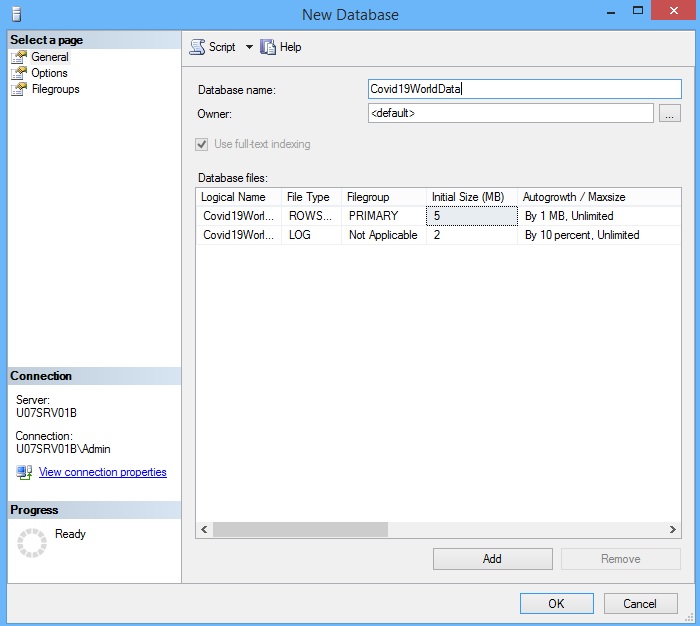 New Database
Select a page
General
Options
Filegroups
Script Help
Database name: Covid19WorldData
Owner: <default> ...
Use full-text indexing
Database files:
Logical Name File Type Filegroup Initial Size (MB) Autogrowth / Maxsize
Covid19Worl... ROWS... PRIMARY 5 By 1 MB, Unlimited
Covid19Worl... LOG Not Applicable 2 By 10 percent, Unlimited
Connection
Server:
U07SRV01B
Connection:
U07SRV01B\Admin
View connection properties
Progress
Ready
Add Remove
OK Cancel